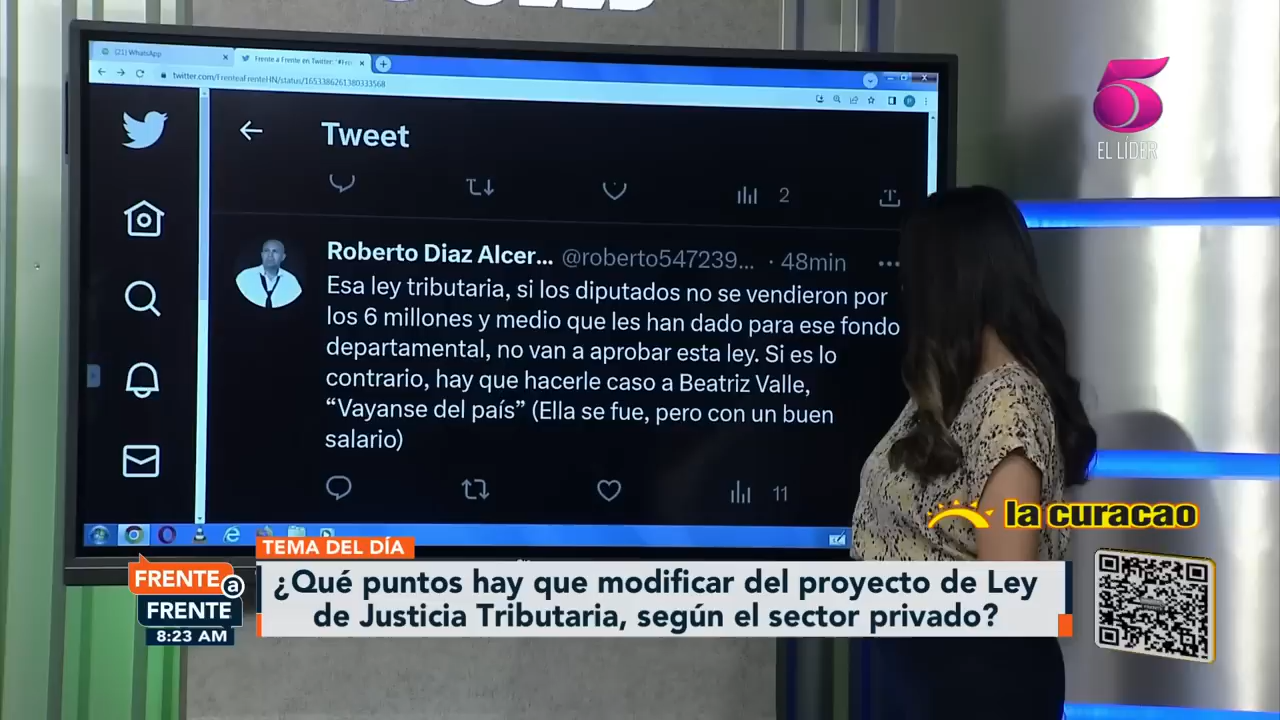 (21) WhatsApp
Frente a Frente en Twitter: "#Fre
twitter.com/FrenteaFrenteHN/status/1653386261380333568
Tweet
2
Roberto Diaz Alcer... @roberto547239... · 48min
Esa ley tributaria, si los diputados no se vendieron por
los 6 millones y medio que les han dado para ese fondo
departamental, no van a aprobar esta ley. Si es lo
contrario, hay que hacerle caso a Beatriz Valle,
“Vayanse del país” (Ella se fue, pero con un buen
salario)
11
5
EL LÍDER
la curacao
TEMA DEL DÍA
FRENTE a
FRENTE
8:23 AM
¿Qué puntos hay que modificar del proyecto de Ley
de Justicia Tributaria, según el sector privado?